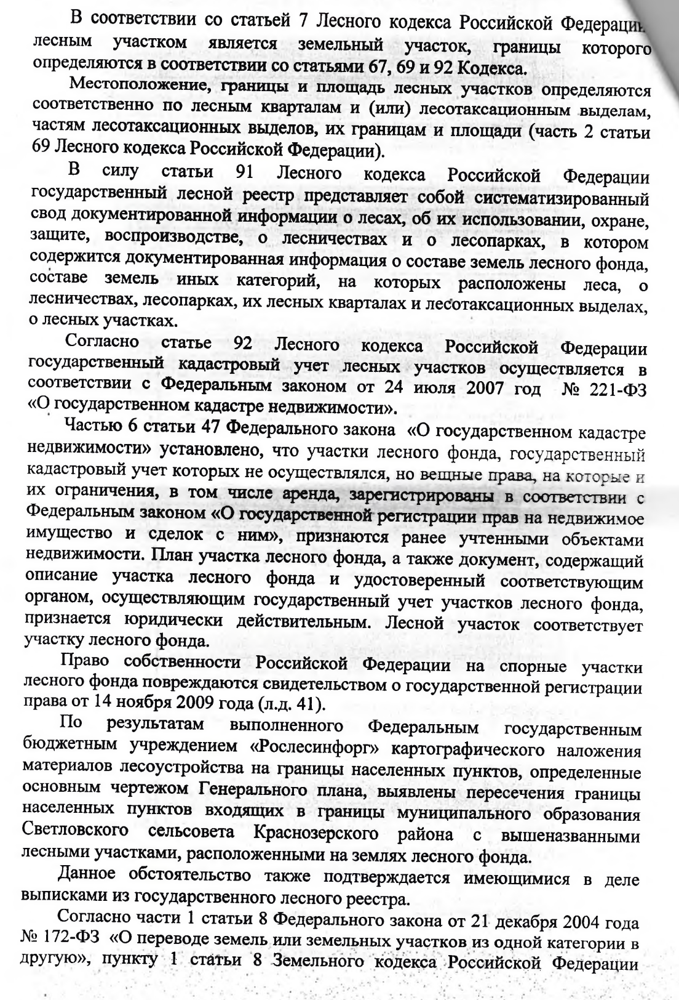 В соответствии со статьей 7 Лесного кодекса Российской Федерации
лесным участком является земельный участок, границы которого
определяются в соответствии со статьями 67, 69 и 92 Кодекса.
Местоположение, границы и площадь лесных участков определяются
соответственно по лесным кварталам и (или) лесотаксационным выделам,
частям лесотаксационных выделов, их границам и площади (часть 2 статьи
69 Лесного кодекса Российской Федерации).
В силу статьи 91 Лесного кодекса Российской Федерации
государственный лесной реестр представляет собой систематизированный
свод документированной информации о лесах, об их использовании, охране,
защите, воспроизводстве, о лесничествах и о лесопарках, в котором
содержится документированная информация о составе земель лесного фонда,
составе земель иных категорий, на которых расположены леса, о
лесничествах, лесопарках, их лесных кварталах и лесотаксационных выделах,
о лесных участках.
Согласно статье 92 Лесного кодекса Российской Федерации
государственный кадастровый учет лесных участков осуществляется в
соответствии с Федеральным законом от 24 июля 2007 год № 221-ФЗ
«О государственном кадастре недвижимости».
Частью 6 статьи 47 Федерального закона «О государственном кадастре
недвижимости» установлено, что участки лесного фонда, государственный
кадастровый учет которых не осуществлялся, но вещные права, на которые и
их ограничения, в том числе аренда, зарегистрированы в соответствии с
Федеральным законом «О государственной регистрации прав на недвижимое
имущество и сделок с ним», признаются ранее учтенными объектами
недвижимости. План участка лесного фонда, а также документ, содержащий
описание участка лесного фонда и удостоверенный соответствующим
органом, осуществляющим государственный учет участков лесного фонда,
признается юридически действительным. Лесной участок соответствует
участку лесного фонда.
Право собственности Российской Федерации на спорные участки
лесного фонда повреждаются свидетельством о государственной регистрации
права от 14 ноября 2009 года (л.д. 41).
По результатам выполненного Федеральным государственным
бюджетным учреждением «Рослесинфорг» картографического наложения
материалов лесоустройства на границы населенных пунктов, определенные
основным чертежом Генерального плана, выявлены пересечения границы
населенных пунктов входящих в границы муниципального образования
Светловского сельсовета Краснозерского района с вышеназванными
лесными участками, расположенными на землях лесного фонда.
Данное обстоятельство также подтверждается имеющимися в деле
выписками из государственного лесного реестра.
Согласно части 1 статьи 8 Федерального закона от 21 декабря 2004 года
№ 172-ФЗ «О переводе земель или земельных участков из одной категории в
другую», пункту 1 статьи 8 Земельного кодекса Российской Федерации